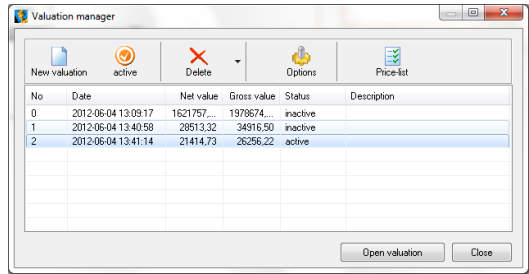 Valuation manager
New valuation active Delete Options Price-list
No Date Net value Gross value Status Description
0 2012-06-04 13:09:17 1621757,... 1978674,... inactive
1 2012-06-04 13:40:58 28513,32 34916,50 inactive
2 2012-06-04 13:41:14 21414,73 26256,22 active
Open valuation Close